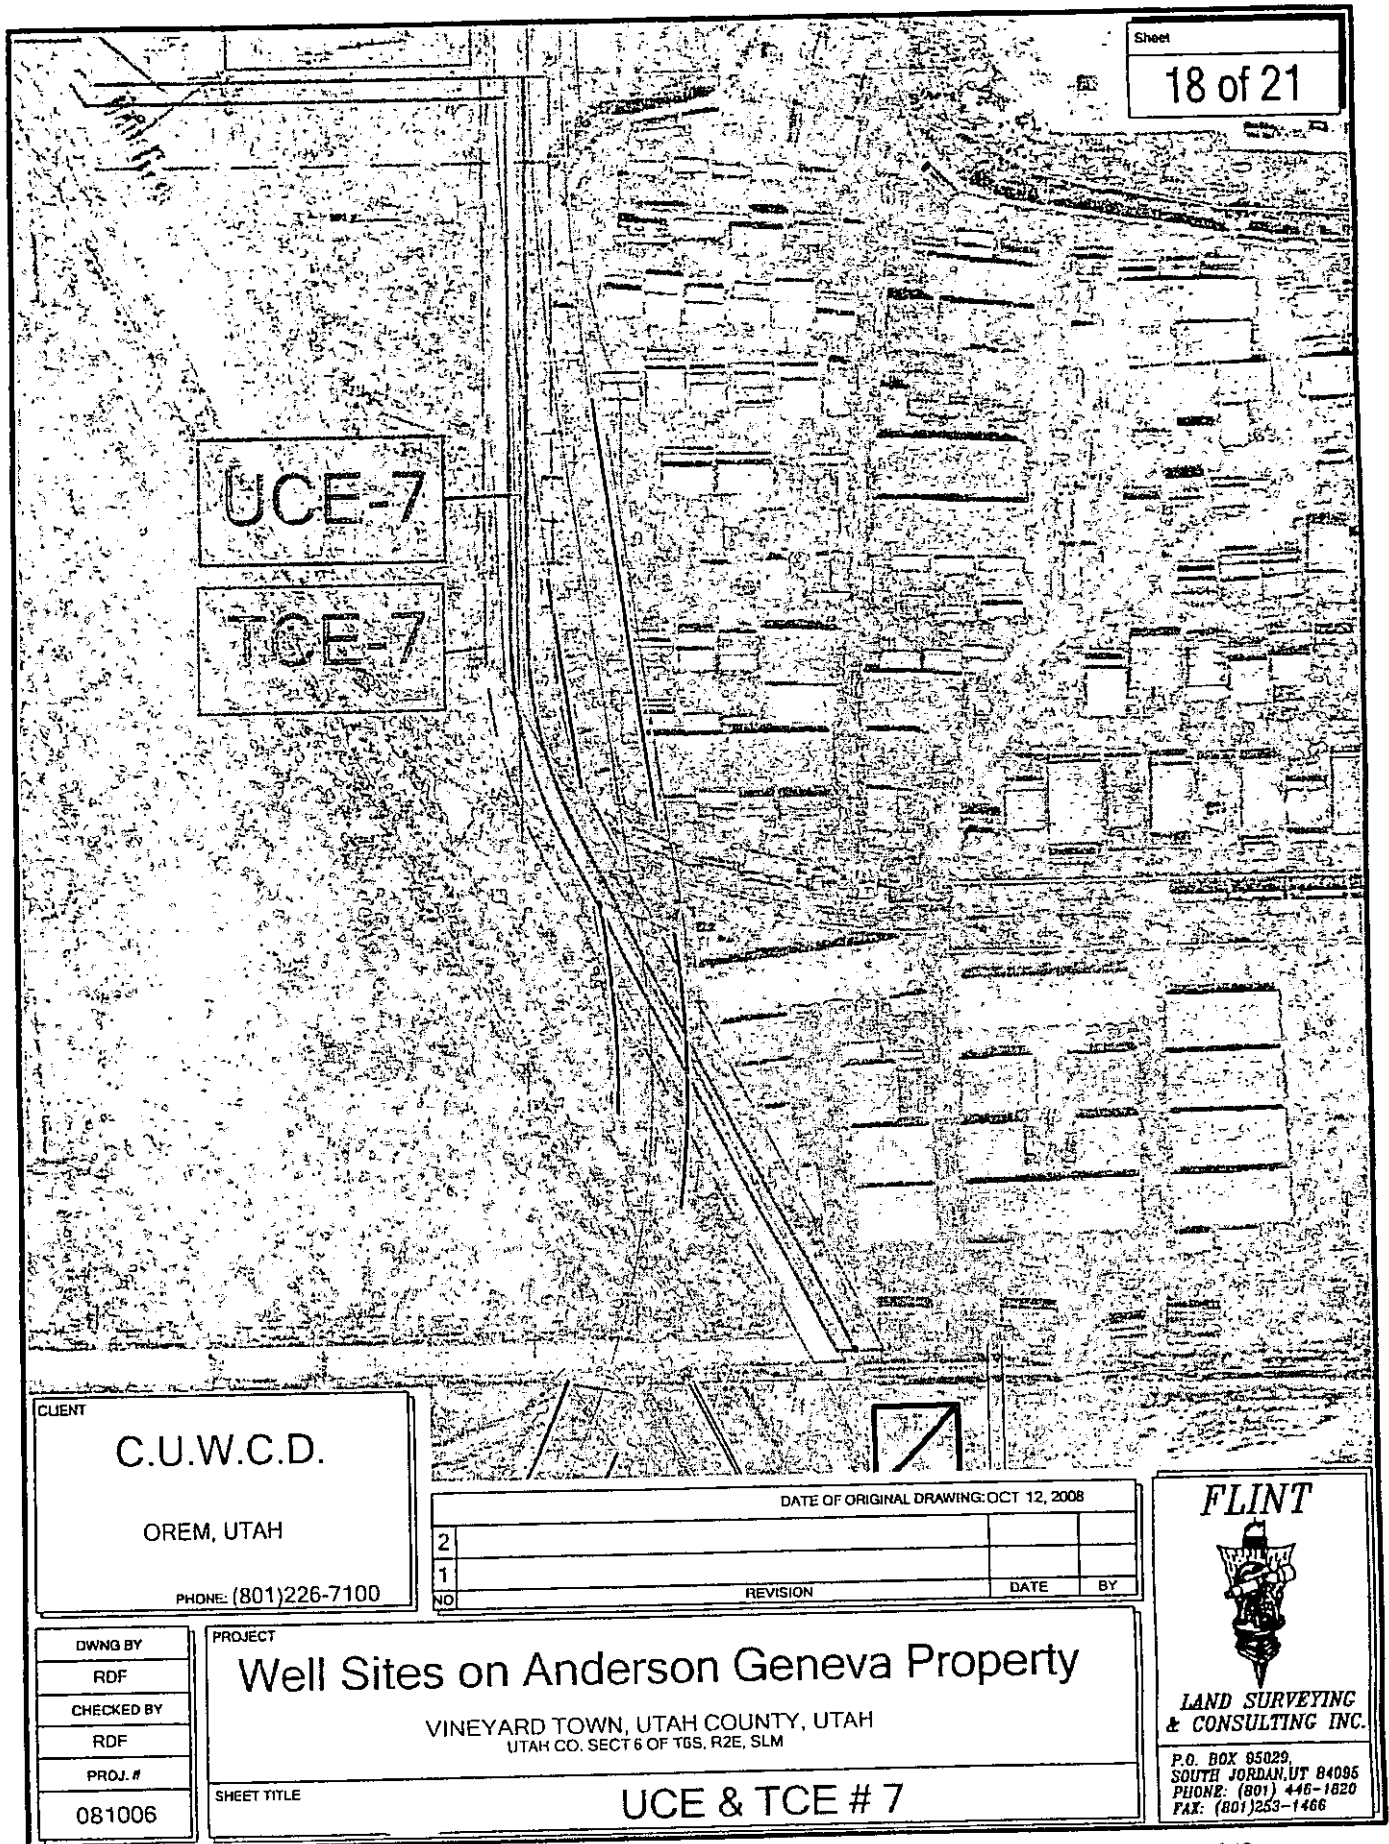 Sheet
18 of 21
UCE-7
TCE-7
CLIENT
C.U.W.C.D.
OREM, UTAH
PHONE: (801)226-7100
DATE OF ORIGINAL DRAWING: OCT 12, 2008
2
1
NO REVISION DATE BY
DWNG BY
RDF
CHECKED BY
RDF
PROJ. #
081006
PROJECT
Well Sites on Anderson Geneva Property
VINEYARD TOWN, UTAH COUNTY, UTAH
UTAH CO. SECT 6 OF T6S, R2E, SLM
SHEET TITLE
UCE & TCE # 7
FLINT
LAND SURVEYING
& CONSULTING INC.
P.O. BOX 95029,
SOUTH JORDAN, UT 84095
PHONE: (801) 446-1820
FAX: (801)253-1466